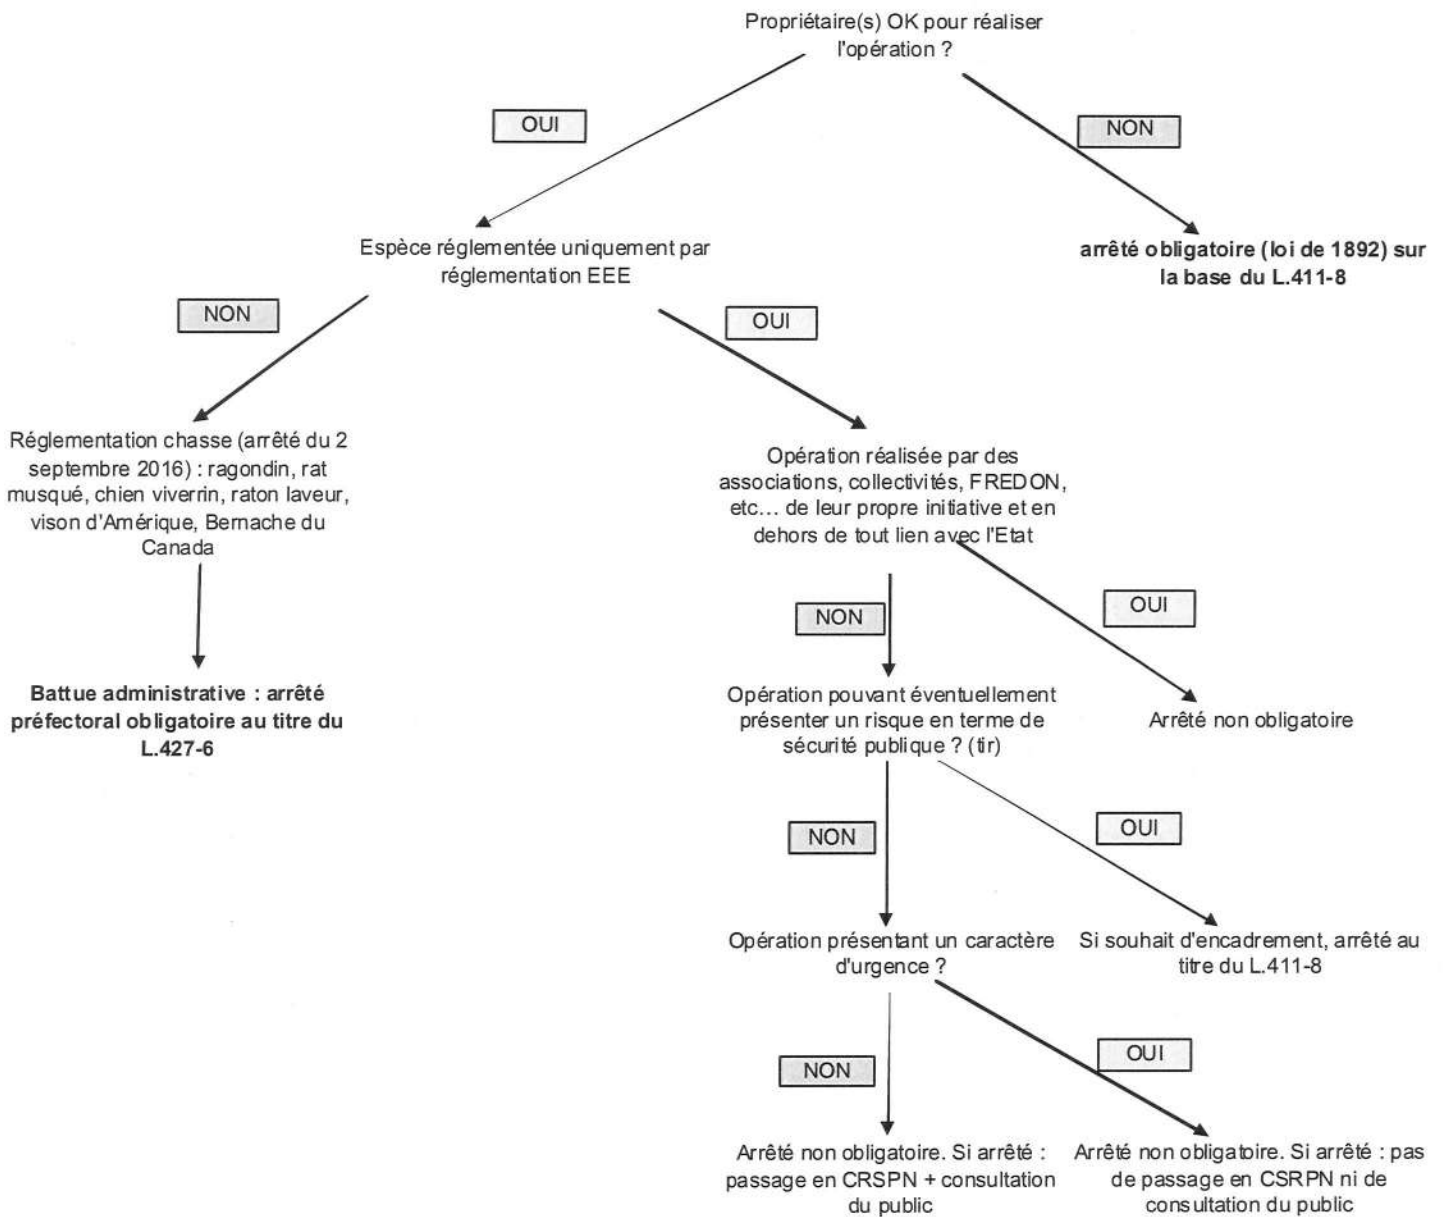 Propriétaire(s) OK pour réaliser
l'opération ?
OUI
NON
Espèce réglementée uniquement par
réglementation EEE
arrêté obligatoire (loi de 1892) sur
la base du L.411-8
NON
OUI
Réglementation chasse (arrêté du 2
septembre 2016) : ragondin, rat
musqué, chien viverrin, raton laveur,
vison d'Amérique, Bernache du
Canada
Opération réalisée par des
associations, collectivités, FREDON,
etc... de leur propre initiative et en
dehors de tout lien avec l'Etat
NON
OUI
Battue administrative : arrêté
préfectoral obligatoire au titre du
L.427-6
Opération pouvant éventuellement
présenter un risque en terme de
sécurité publique ? (tir)
Arrêté non obligatoire
NON
OUI
Opération présentant un caractère
d'urgence ?
Si souhait d'encadrement, arrêté au
titre du L.411-8
NON
OUI
Arrêté non obligatoire. Si arrêté :
passage en CRSPN + consultation
du public
Arrêté non obligatoire. Si arrêté : pas
de passage en CSRPN ni de
consultation du public